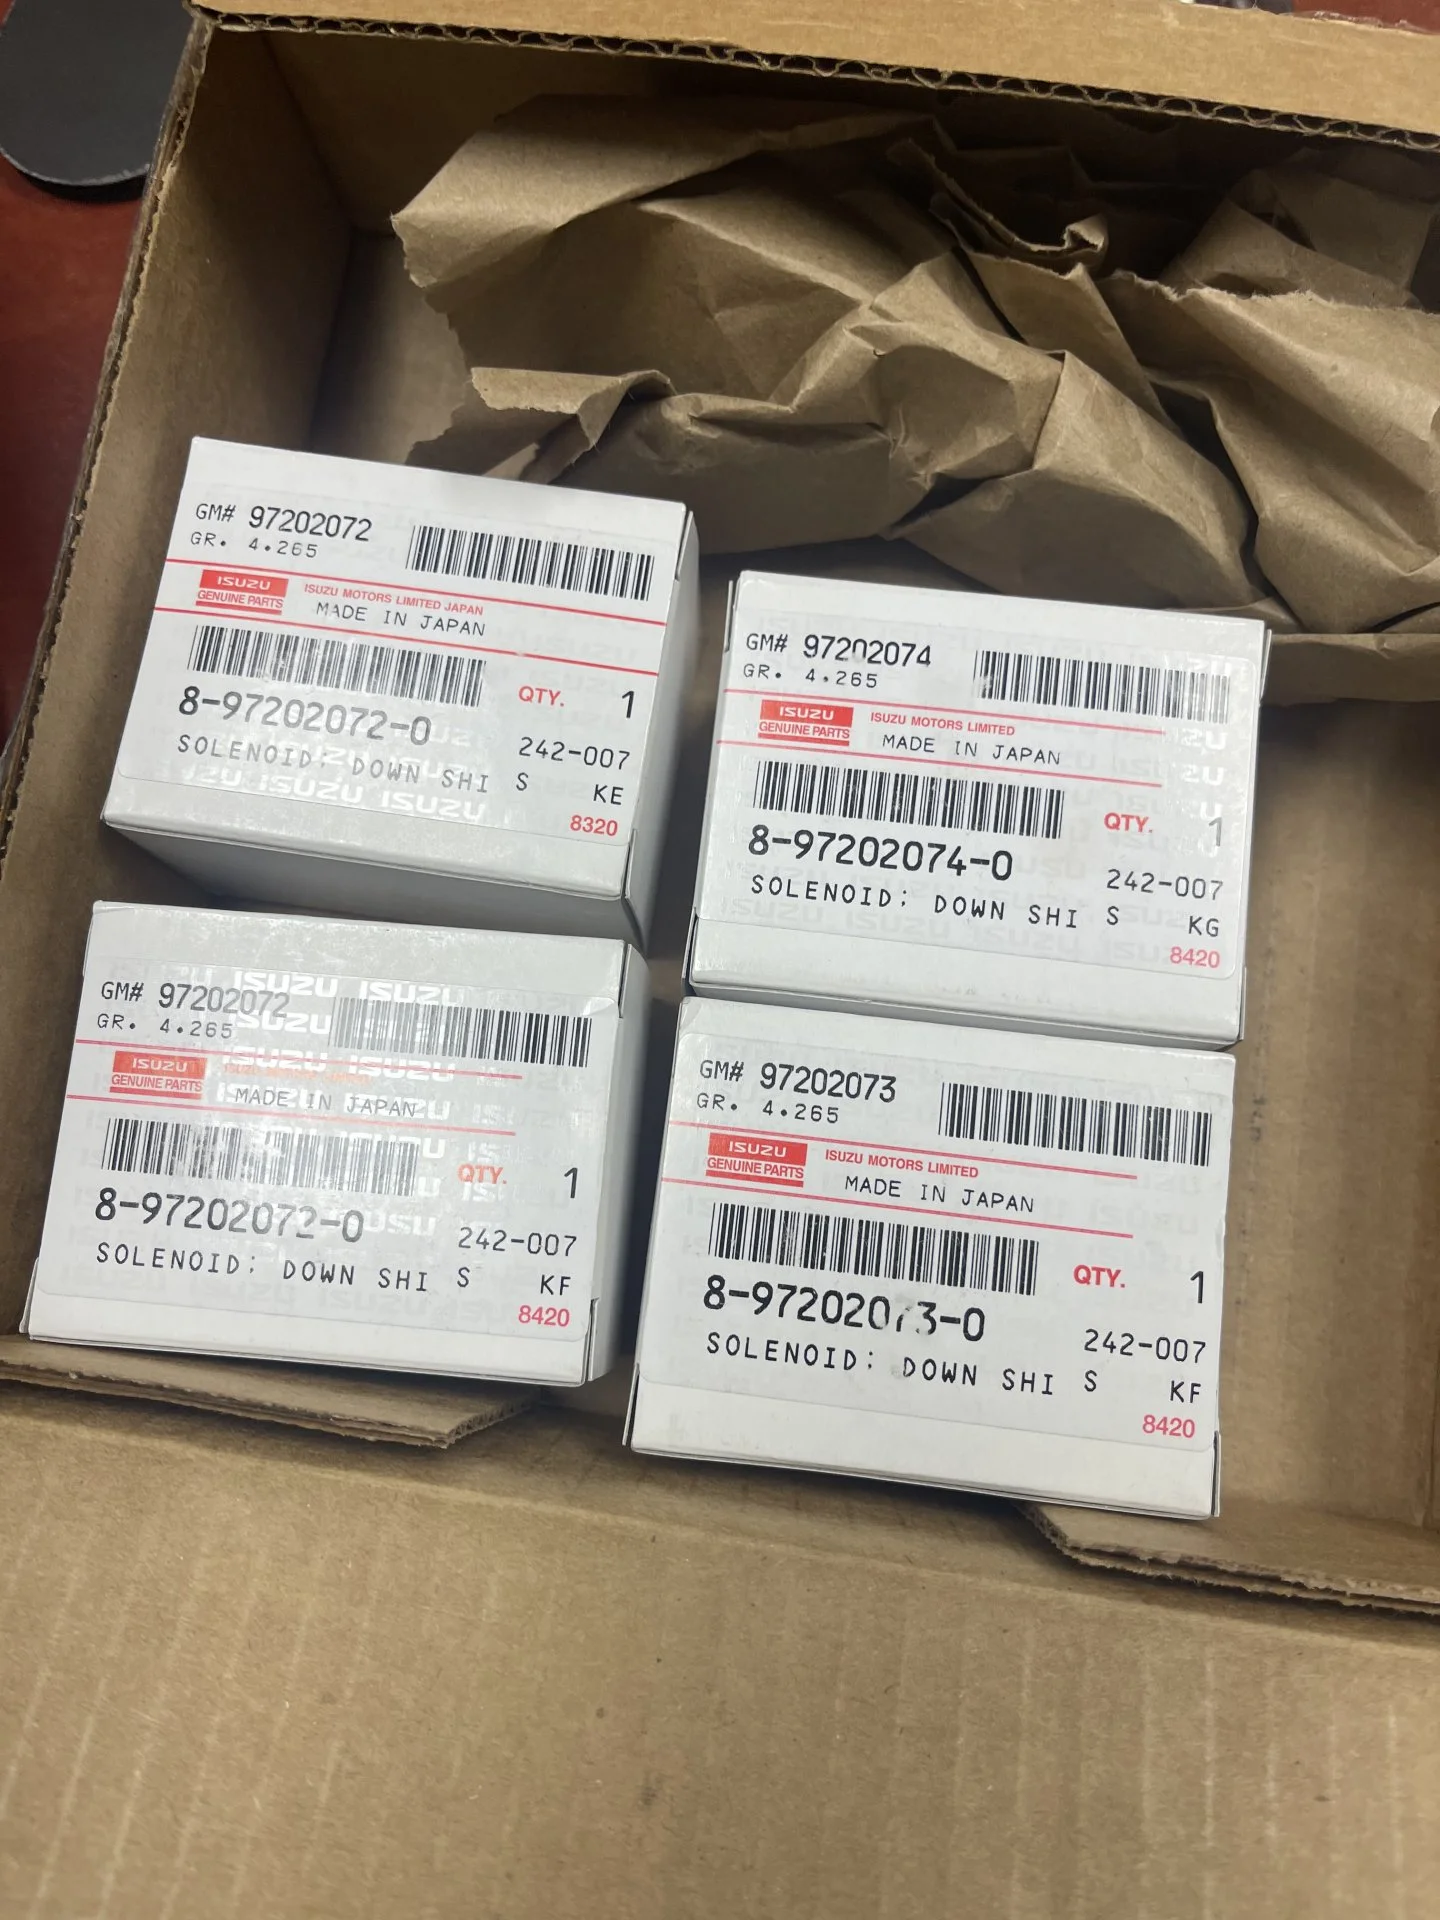 GM# 97202072
GR. 4.265
ISUZU
GENUINE PARTS
ISUZU MOTORS LIMITED JAPAN
MADE IN JAPAN
8-97202072-0
QTY. 1
SOLENOID; DOWN SHI S
242-007
KE
8320
GM# 97202074
GR. 4.265
ISUZU
GENUINE PARTS
ISUZU MOTORS LIMITED
MADE IN JAPAN
8-97202074-0
QTY. 1
SOLENOID; DOWN SHI S
242-007
KG
8420
GM# 97202072
GR. 4.265
ISUZU
GENUINE PARTS
MADE IN JAPAN
8-97202072-0
QTY. 1
SOLENOID; DOWN SHI S
242-007
KF
8420
GM# 97202073
GR. 4.265
ISUZU
GENUINE PARTS
ISUZU MOTORS LIMITED
MADE IN JAPAN
8-97202073-0
QTY. 1
SOLENOID; DOWN SHI S
242-007
KF
8420